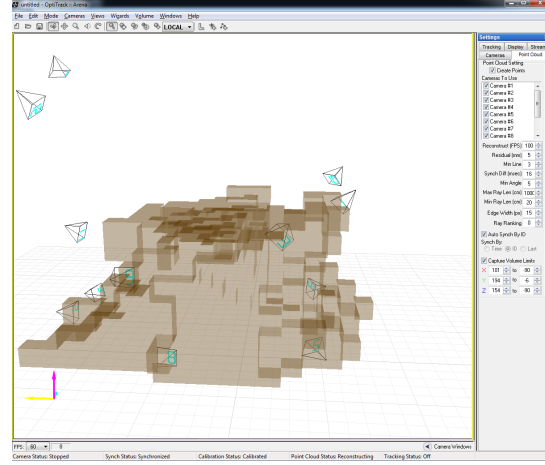 untitled - OptiTrack - Arena
File Edit Mode Cameras Views Wizards Volume Windows Help
LOCAL
Settings
Tracking Display Stream
Cameras Point Cloud
Point Cloud Setting
Create Points
Cameras To Use
Camera #1
Camera #2
Camera #3
Camera #4
Camera #5
Camera #6
Camera #7
Camera #8
Reconstruct (FPS) 100
Residual (mm) 5
Min Line 3
Synch Drift (msec) 16
Min Angle 5
Max Ray Len (cm) 1000
Min Ray Len (cm) 20
Edge Width (px) 15
Ray Ranking 0
Auto Synch By ID
Synch By:
Time ID Last
Capture Volume Limits
X 181 to -90
Y 194 to -6
Z 154 to -90
FPS: 60 0 Camera Windows
Camera Status: Stopped Synch Status: Synchronized Calibration Status: Calibrated Point Cloud Status: Reconstructing Tracking Status: Off